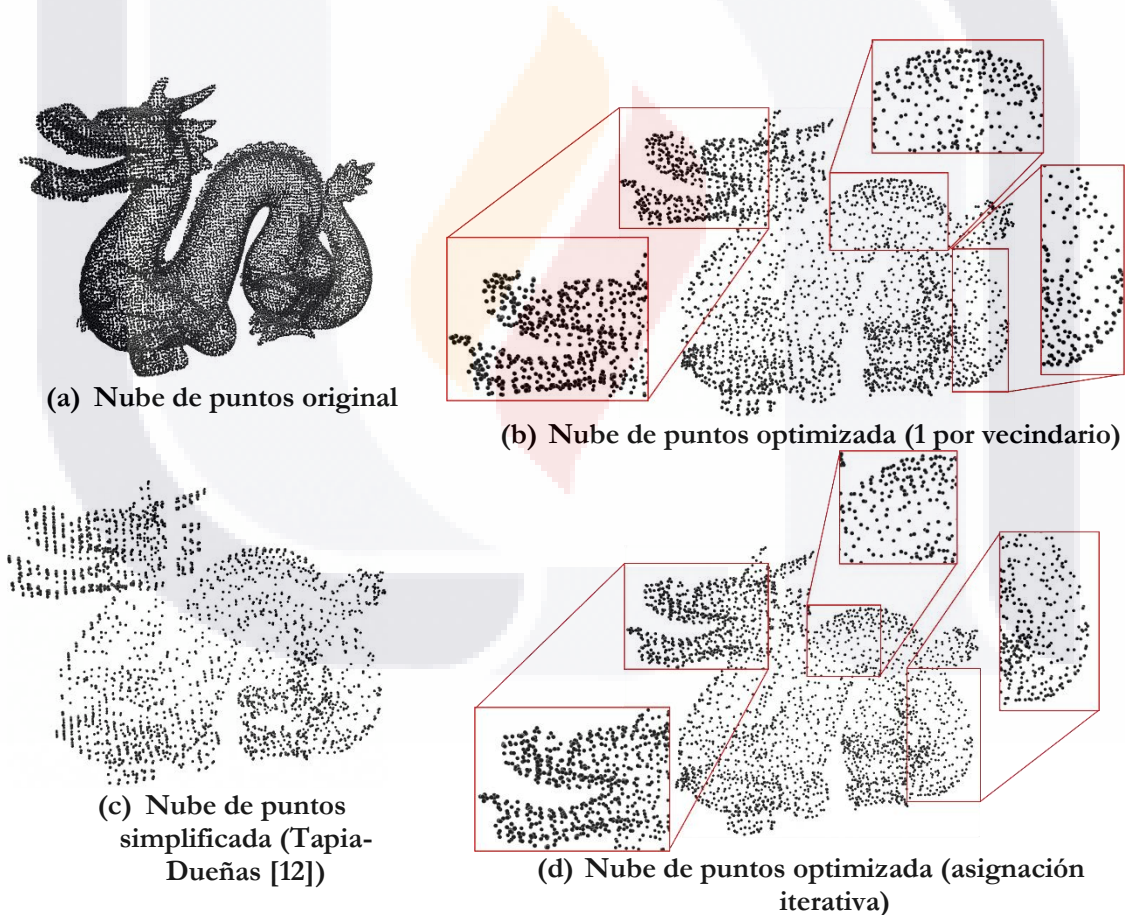 (a) Nube de puntos original
(b) Nube de puntos optimizada (1 por vecindario)
(c) Nube de puntos
simplificada (Tapia-
Dueñas [12])
(d) Nube de puntos optimizada (asignación
iterativa)